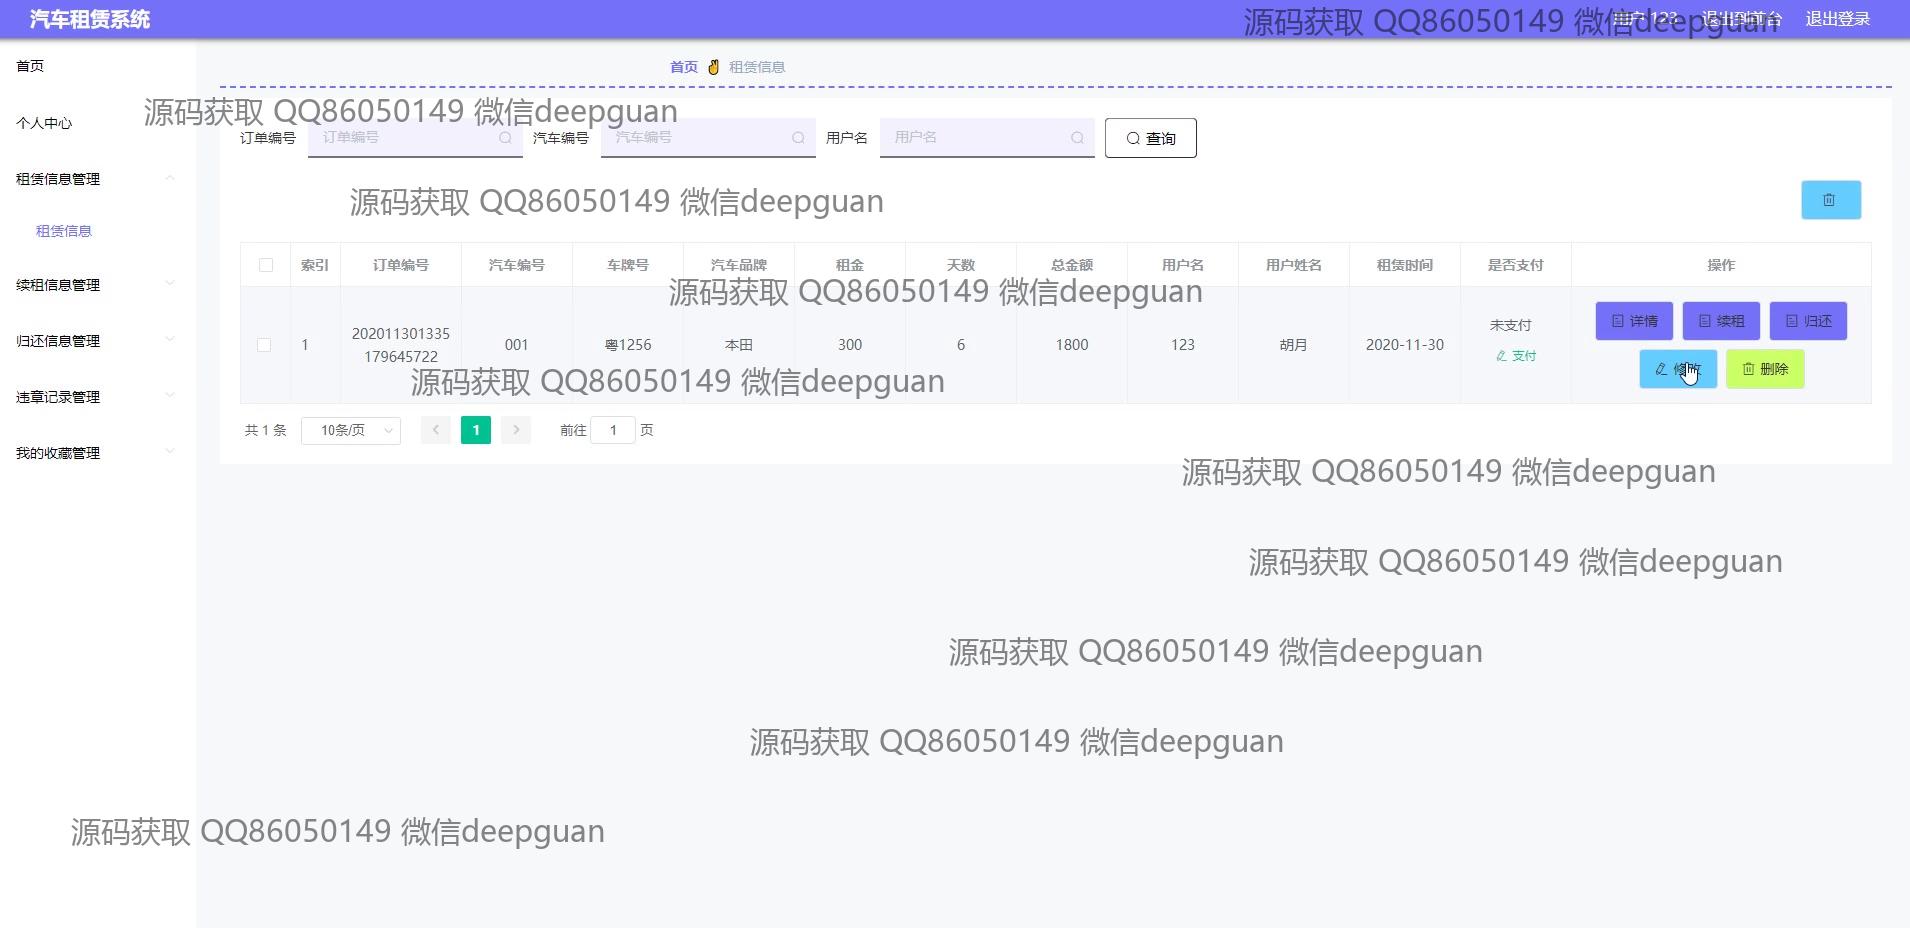 汽车租赁系统
源码获取 QQ86050149 微信deepguan
用户 123 退出到前台 退出登录
首页
首页 租赁信息
源码获取 QQ86050149 微信deepguan
个人中心
订单编号 订单编号 汽车编号 汽车编号 用户名 用户名 查询
租赁信息管理
源码获取 QQ86050149 微信deepguan
租赁信息
索引 订单编号 汽车编号 车牌号 汽车品牌 租金 天数 总金额 用户名 用户姓名 租赁时间 是否支付 操作
续租信息管理
源码获取 QQ86050149 微信deepguan
202011301335
179645722
1 001 粤1256 本田 300 6 1800 123 胡月 2020-11-30 未支付
支付
详情 续租 归还
修改 删除
归还信息管理
源码获取 QQ86050149 微信deepguan
违章记录管理
共 1 条 10条/页 1 前往 1 页
我的收藏管理
源码获取 QQ86050149 微信deepguan
源码获取 QQ86050149 微信deepguan
源码获取 QQ86050149 微信deepguan
源码获取 QQ86050149 微信deepguan
源码获取 QQ86050149 微信deepguan